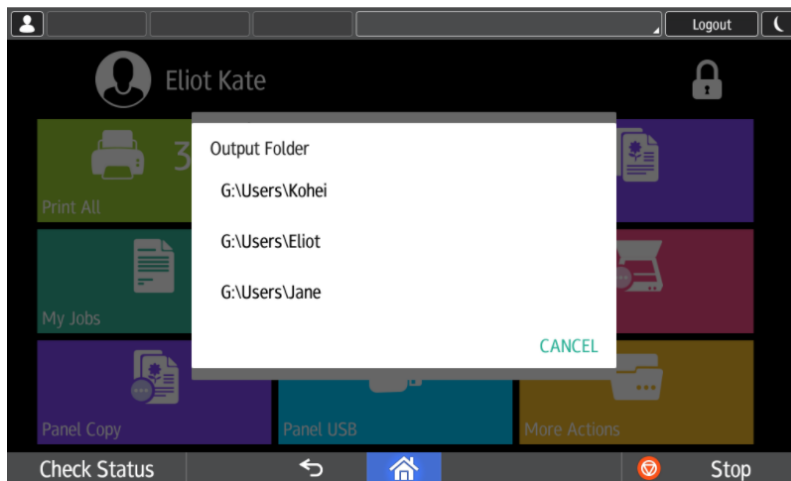 Logout
Eliot Kate
3
Print All
Output Folder
G:\Users\Kohei
G:\Users\Eliot
G:\Users\Jane
CANCEL
My Jobs
Panel Copy
Panel USB
More Actions
Check Status
Stop